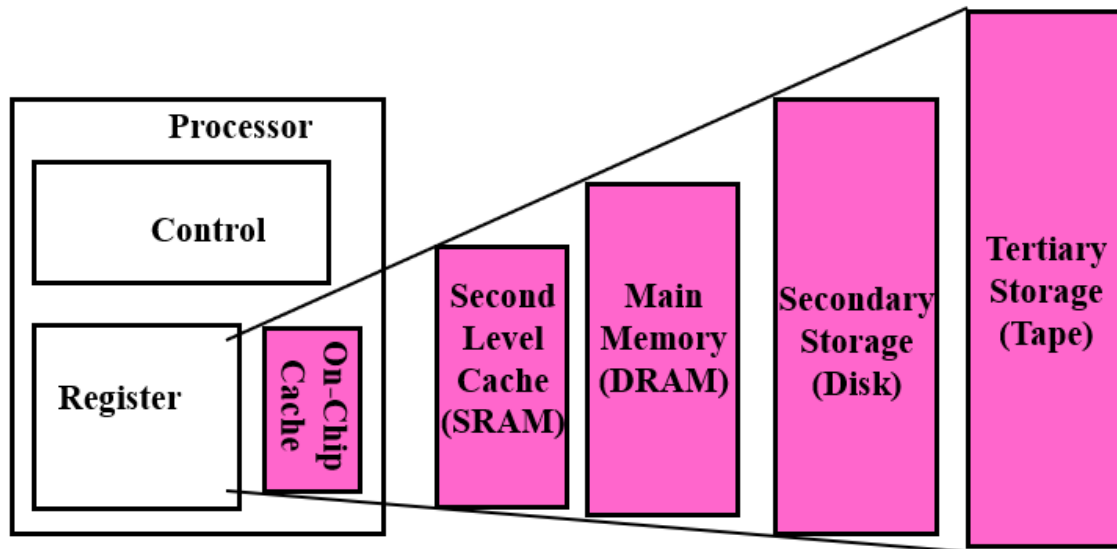 Processor
Control
Register
On-Chip
Cache
Second
Level
Cache
(SRAM)
Main
Memory
(DRAM)
Secondary
Storage
(Disk)
Tertiary
Storage
(Tape)